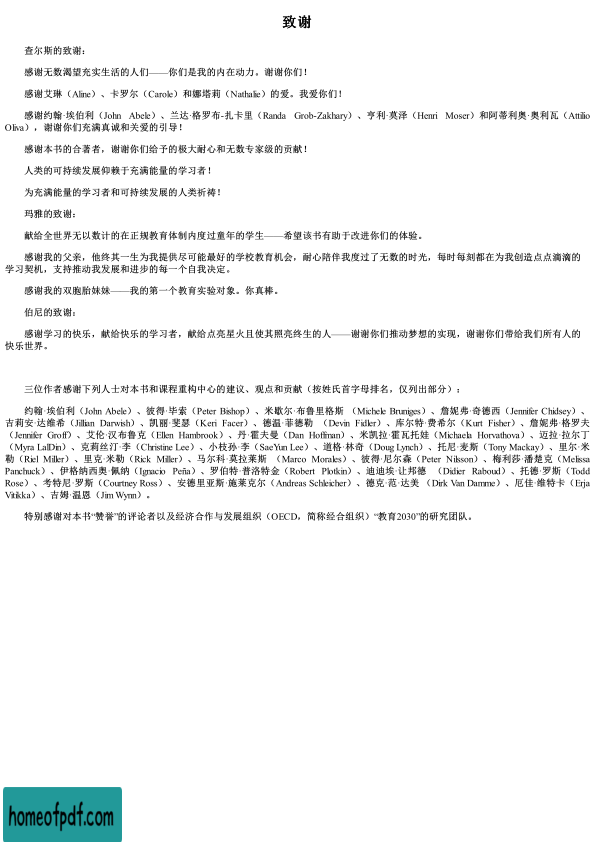 致谢
查尔斯的致谢：
感谢无数渴望充实生活的人们——你们是我的内在动力。谢谢你们！
感谢艾琳（Aline）、卡罗尔（Carole）和娜塔莉（Nathalie）的爱。我爱你们！
感谢约翰·埃伯利（John Abele）、兰达·格罗布-扎卡里（Randa Grob-Zakhary）、亨利·莫泽（Henri Moser）和阿蒂利奥·奥利瓦（Attilio
Oliva），谢谢你们充满真诚和关爱的引导！
感谢本书的合著者，谢谢你们给予的极大耐心和无数专家级的贡献！
人类的可持续发展仰赖于充满能量的学习者！
为充满能量的学习者和可持续发展的人类祈祷！
玛雅的致谢：
献给全世界无以数计的在正规教育体制内度过童年的学生——希望该书有助于改进你们的体验。
感谢我的父亲，他终其一生为我提供尽可能最好的学校教育机会，耐心陪伴我度过了无数的时光，每时每刻都在为我创造点点滴滴的
学习契机，支持推动我发展和进步的每一个自我决定。
感谢我的双胞胎妹妹——我的第一个教育实验对象。你真棒。
伯尼的致谢：
感谢学习的快乐，献给快乐的学习者，献给点亮星火且使其照亮终生的人——谢谢你们推动梦想的实现，谢谢你们带给我们所有人的
快乐世界。
三位作者感谢下列人士对本书和课程重构中心的建议、观点和贡献（按姓氏首字母排名，仅列出部分）：
约翰·埃伯利（John Abele）、彼得·毕索（Peter Bishop）、米歇尔·布鲁里格斯 （Michele Bruniges）、詹妮弗·奇德西（Jennifer Chidsey）、
吉莉安·达维希（Jillian Darwish）、凯丽·斐瑟（Keri Facer）、德温·菲德勒 （Devin Fidler）、库尔特·费希尔（Kurt Fisher）、詹妮弗·格罗夫
（Jennifer Groff）、艾伦·汉布鲁克（Ellen Hambrook）、丹·霍夫曼（Dan Hoffman）、米凯拉·霍瓦托娃（Michaela Horvathova）、迈拉·拉尔丁
（Myra LalDin）、克莉丝汀·李（Christine Lee）、小枝孙·李（SaeYun Lee）、道格·林奇（Doug Lynch）、托尼·麦斯（Tony Mackay）、里尔·米
勒（Riel Miller）、里克·米勒（Rick Miller）、马尔科·莫拉莱斯 （Marco Morales）、彼得·尼尔森（Peter Nilsson）、梅利莎·潘楚克（Melissa
Panchuck）、伊格纳西奥·佩纳（Ignacio Peña）、罗伯特·普洛特金（Robert Plotkin）、迪迪埃·让邦德 （Didier Raboud）、托德·罗斯（Todd
Rose）、考特尼·罗斯（Courtney Ross）、安德里亚斯·施莱克尔（Andreas Schleicher）、德克·范·达美 （Dirk Van Damme）、厄佳·维特卡（Erja
Vitikka）、吉姆·温恩（Jim Wynn）。
特别感谢对本书“赞誉”的评论者以及经济合作与发展组织（OECD，简称经合组织）“教育2030”的研究团队。
homeofpdf.com